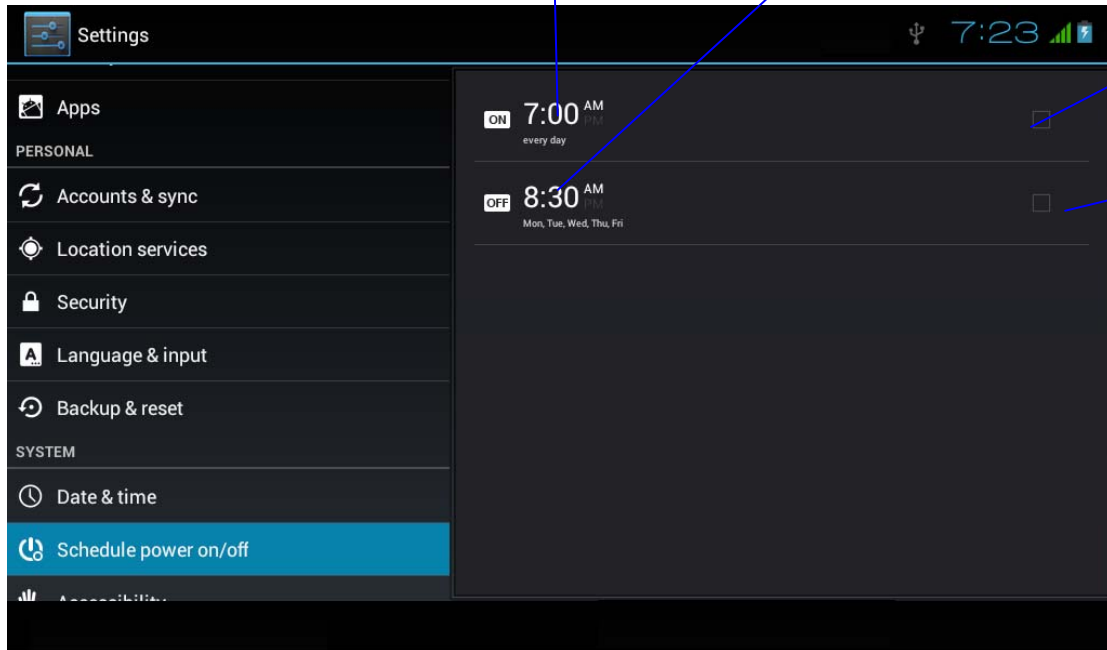 Settings
7:23
Apps
PERSONAL
Accounts & sync
Location services
Security
Language & input
Backup & reset
SYSTEM
Date & time
Schedule power on/off
Accessibility
ON 7:00 AM
PM
every day
OFF 8:30 AM
PM
Mon, Tue, Wed, Thu, Fri